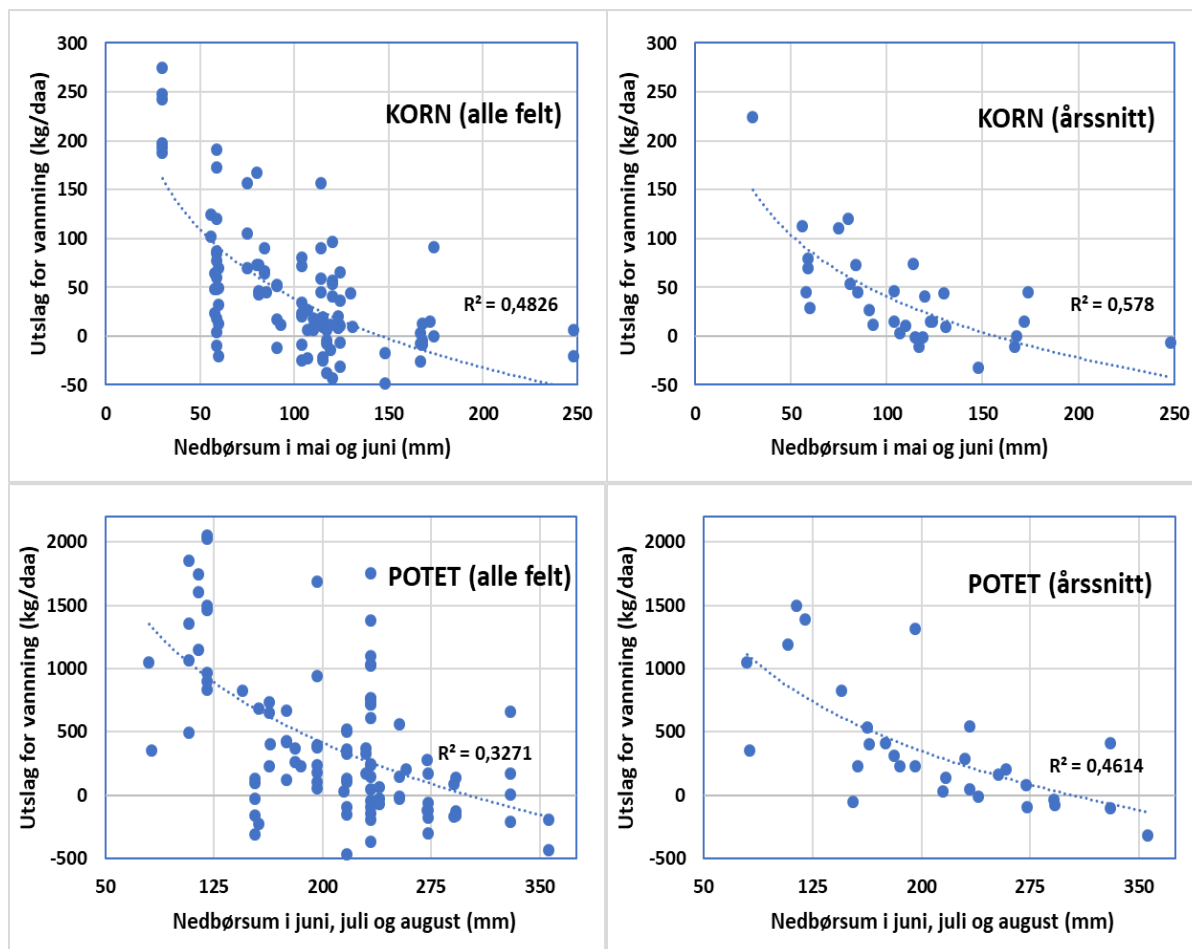 Utslag for vannning (kg/daa)
300
250
200
150
100
50
0
-50
KORN (alle felt)
R² = 0,4826
0 50 100 150 200 250
Nedbørsum i mai og juni (mm)
Utslag for vannning (kg/daa)
300
250
200
150
100
50
0
-50
KORN (årssnitt)
R² = 0,578
0 50 100 150 200 250
Nedbørsum i mai og juni (mm)
Utslag for vannning (kg/daa)
2000
1500
1000
500
0
-500
POTET (alle felt)
R² = 0,3271
50 125 200 275 350
Nedbørsum i juni, juli og august (mm)
Utslag for vannning (kg/daa)
2000
1500
1000
500
0
-500
POTET (årssnitt)
R² = 0,4614
50 125 200 275 350
Nedbørsum i juni, juli og august (mm)